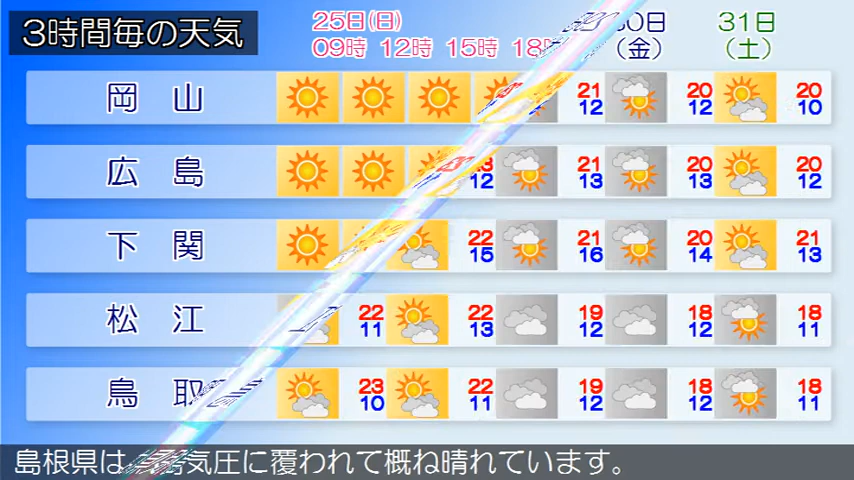 3時間毎の天気
25日(日) 30日 31日
09時 12時 15時 18時 (金) (土)
岡 山 21 20 20
12 12 10
広 島 21 20 20
12 13 13 12
下 関 22 21 20 21
15 16 14 13
松 江 22 22 19 18 18
11 13 12 12 11
鳥 取 23 22 19 18 18
10 11 12 12 11
島根県は 気圧に覆われて概ね晴れています。